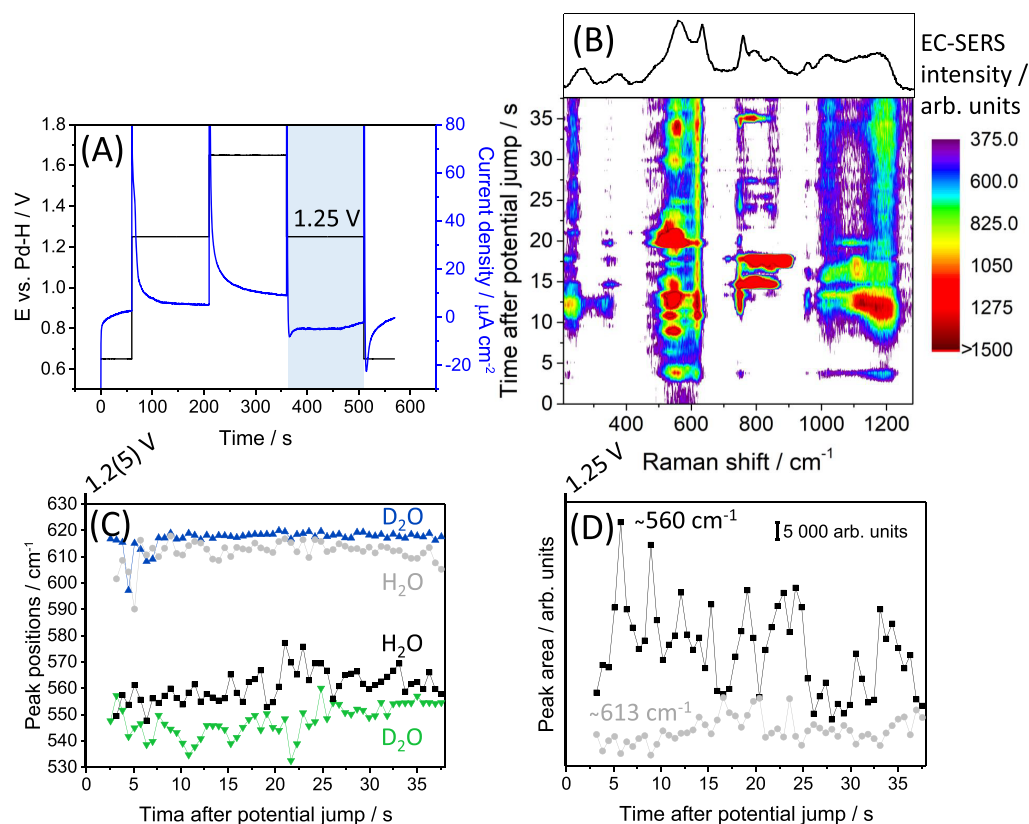 (A)
1.8
1.6
1.4
1.2
1.0
0.8
0.6
E vs. Pd-H / V
0 100 200 300 400 500 600
Time / s
80
60
40
20
0
-20
Current density / µA cm-2
1.25 V
(B)
35
30
25
20
15
10
5
0
Time after potential jump / s
400 600 800 1000 1200
Raman shift / cm-1
EC-SERS
intensity /
arb. units
375.0
600.0
825.0
1050
1275
>1500
1.2(5) V
(C)
630
620
610
600
590
580
570
560
550
540
530
Peak positions / cm-1
D2O
H2O
H2O
D2O
0 5 10 15 20 25 30 35
Tima after potential jump / s
1.25 V
(D)
~560 cm-1
5 000 arb. units
~613 cm-1
Peak area / arb. units
0 5 10 15 20 25 30 35
Time after potential jump / s